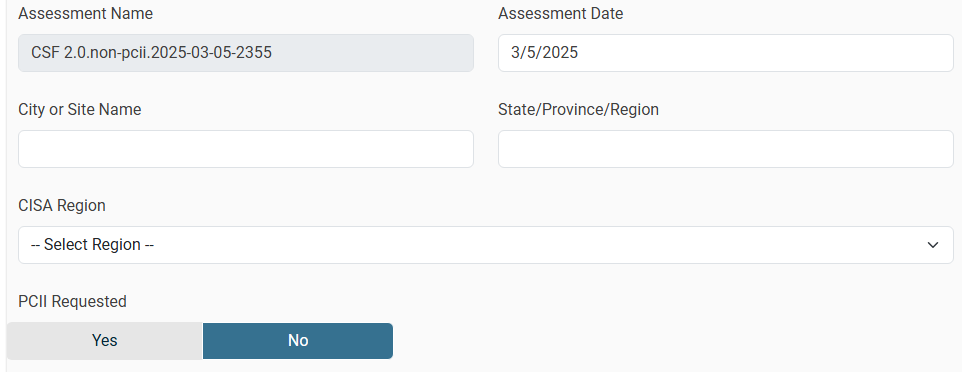 Assessment Name
Assessment Date
CSF 2.0.non-pcii.2025-03-05-2355
3/5/2025
City or Site Name
State/Province/Region
CISA Region
-- Select Region --
PCII Requested
Yes
No